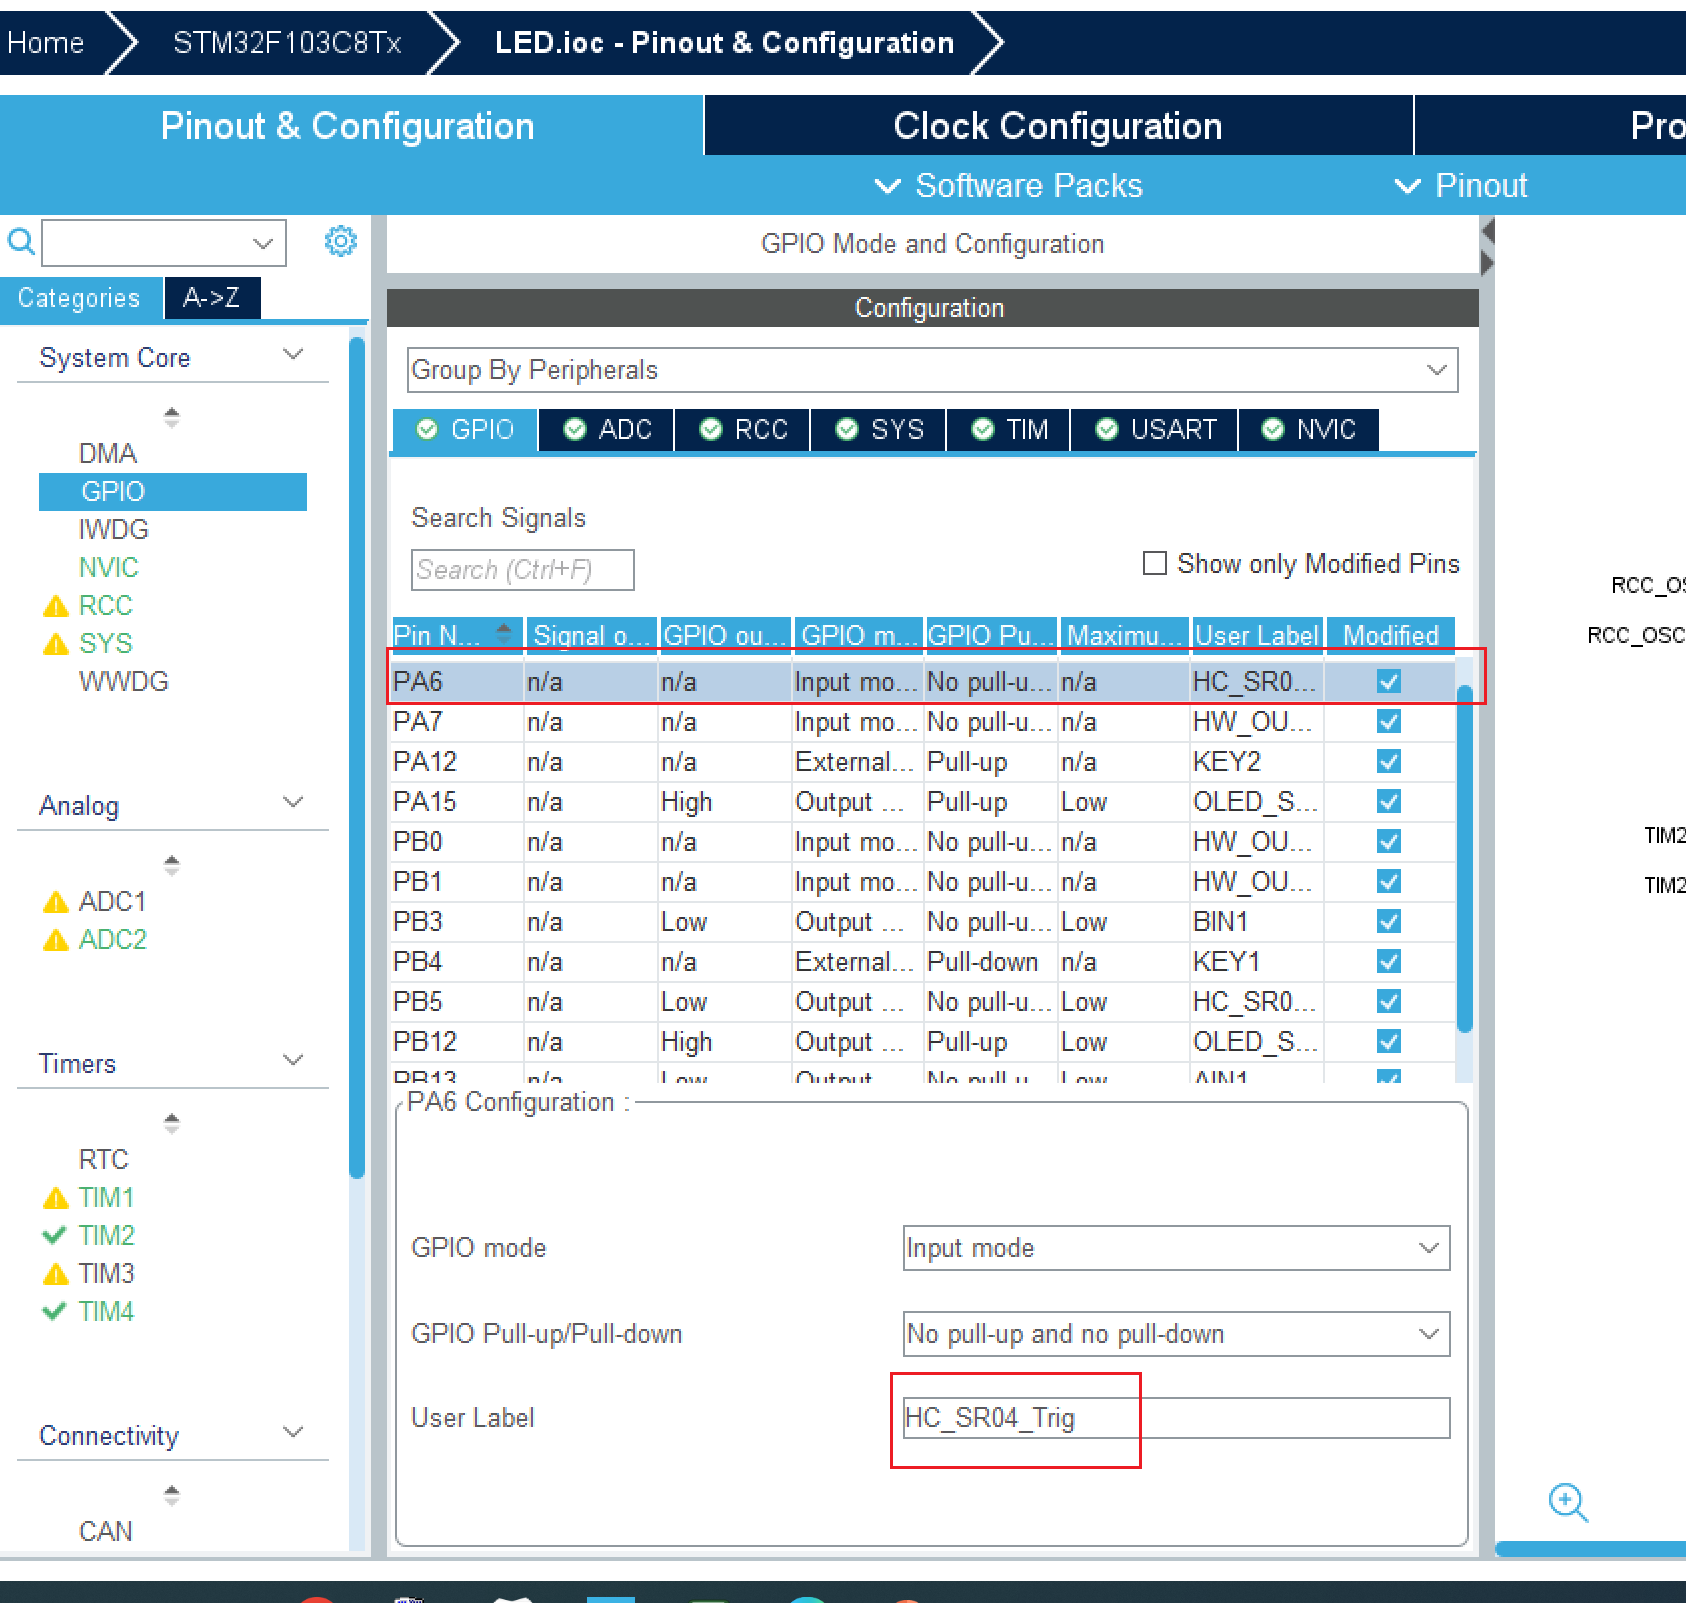 Home STM32F103C8Tx LED.ioc - Pinout & Configuration
Pinout & Configuration Clock Configuration Pro
Software Packs Pinout
GPIO Mode and Configuration
Categories A->Z
Configuration
System Core
Group By Peripherals
GPIO ADC RCC SYS TIM USART NVIC
DMA
GPIO
IWDG
NVIC
RCC
SYS
WWDG
Search Signals
Search (Ctrl+F)
Show only Modified Pins
Pin N... Signal o... GPIO ou... GPIO m... GPIO Pu... Maximu... User Label Modified
PA6 n/a n/a Input mo... No pull-u... n/a HC_SR0...
PA7 n/a n/a Input mo... No pull-u... n/a HW_OU...
PA12 n/a n/a External... Pull-up n/a KEY2
PA15 n/a High Output ... Pull-up Low OLED_S...
PB0 n/a n/a Input mo... No pull-u... n/a HW_OU...
PB1 n/a n/a Input mo... No pull-u... n/a HW_OU...
PB3 n/a Low Output ... No pull-u... Low BIN1
PB4 n/a n/a External... Pull-down n/a KEY1
PB5 n/a Low Output ... No pull-u... Low HC_SR0...
PB12 n/a High Output ... Pull-up Low OLED_S...
PB13 n/a Low Output No pull-u Low AIN1
Analog
ADC1
ADC2
Timers
RTC
TIM1
TIM2
TIM3
TIM4
Connectivity
CAN
PA6 Configuration :
GPIO mode Input mode
GPIO Pull-up/Pull-down No pull-up and no pull-down
User Label HC_SR04_Trig
RCC_OS
RCC_OSC
TIM2
TIM2